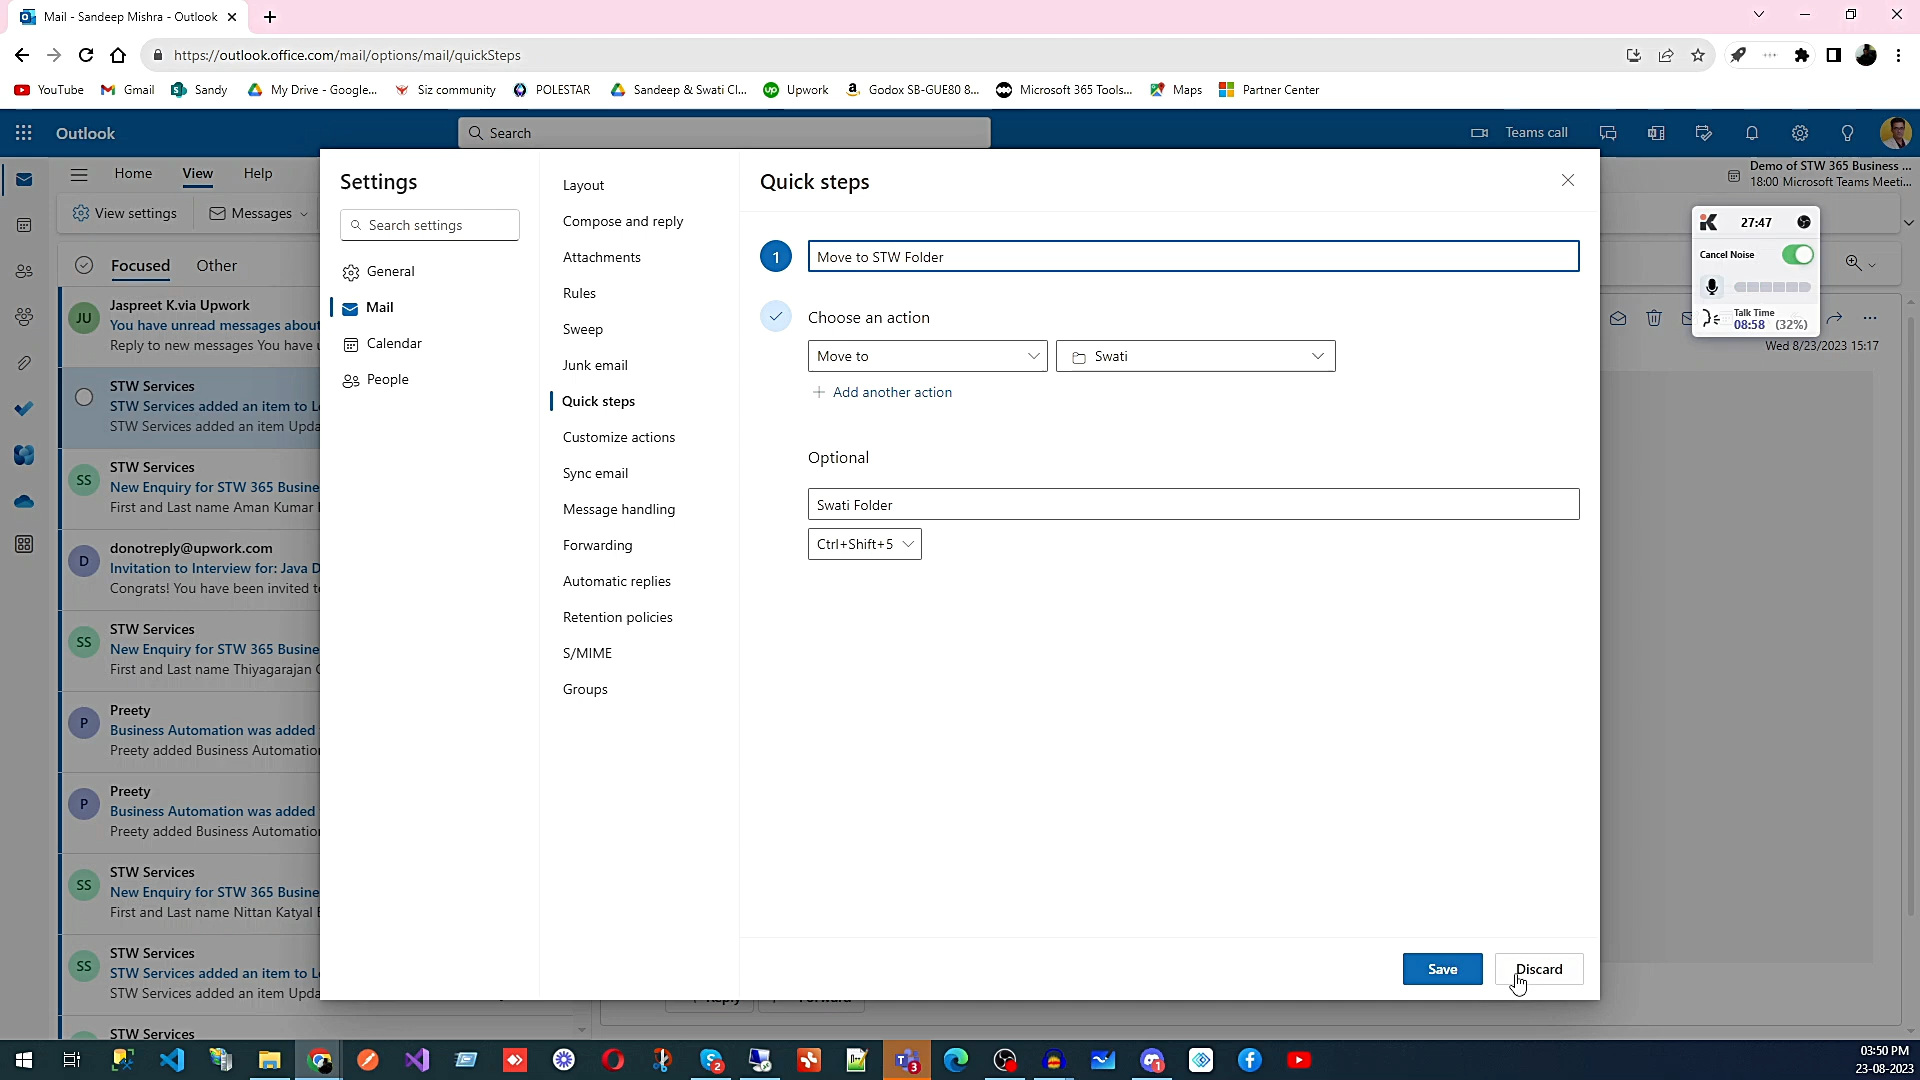 Mail - Sandeep Mishra - Outlook
https://outlook.office.com/mail/options/mail/quickSteps
YouTube
Gmail
Sandy
My Drive - Google...
Siz community
POLESTAR
Sandeep & Swati Cl...
Upwork
Godox SB-GUE80 8...
Microsoft 365 Tools...
Maps
Partner Center
Outlook
Search
Teams call
Home
View
Help
View settings
Messages
Demo of STW 365 Business ...
18:00 Microsoft Teams Meeti...
27:47
Cancel Noise
Talk Time
08:58 (32%)
Wed 8/23/2023 15:17
Focused
Other
JU
Jaspreet K.via Upwork
You have unread messages about
Reply to new messages You have
STW Services
STW Services added an item to L
STW Services added an item Upda
SS
STW Services
New Enquiry for STW 365 Busine
First and Last name Aman Kumar
D
donotreply@upwork.com
Invitation to Interview for: Java D
Congrats! You have been invited t
SS
STW Services
New Enquiry for STW 365 Busine
First and Last name Thiyagarajan
P
Preety
Business Automation was added
Preety added Business Automation
P
Preety
Business Automation was added
Preety added Business Automation
SS
STW Services
New Enquiry for STW 365 Busine
First and Last name Nittan Katyal
SS
STW Services
STW Services added an item to L
STW Services added an item Upda
STW Services
Settings
Search settings
General
Mail
Calendar
People
Layout
Compose and reply
Attachments
Rules
Sweep
Junk email
Quick steps
Customize actions
Sync email
Message handling
Forwarding
Automatic replies
Retention policies
S/MIME
Groups
Quick steps
1
Move to STW Folder
Choose an action
Move to
Swati
Add another action
Optional
Swati Folder
Ctrl+Shift+5
Save
Discard
2
3
1
03:50 PM
23-08-2023